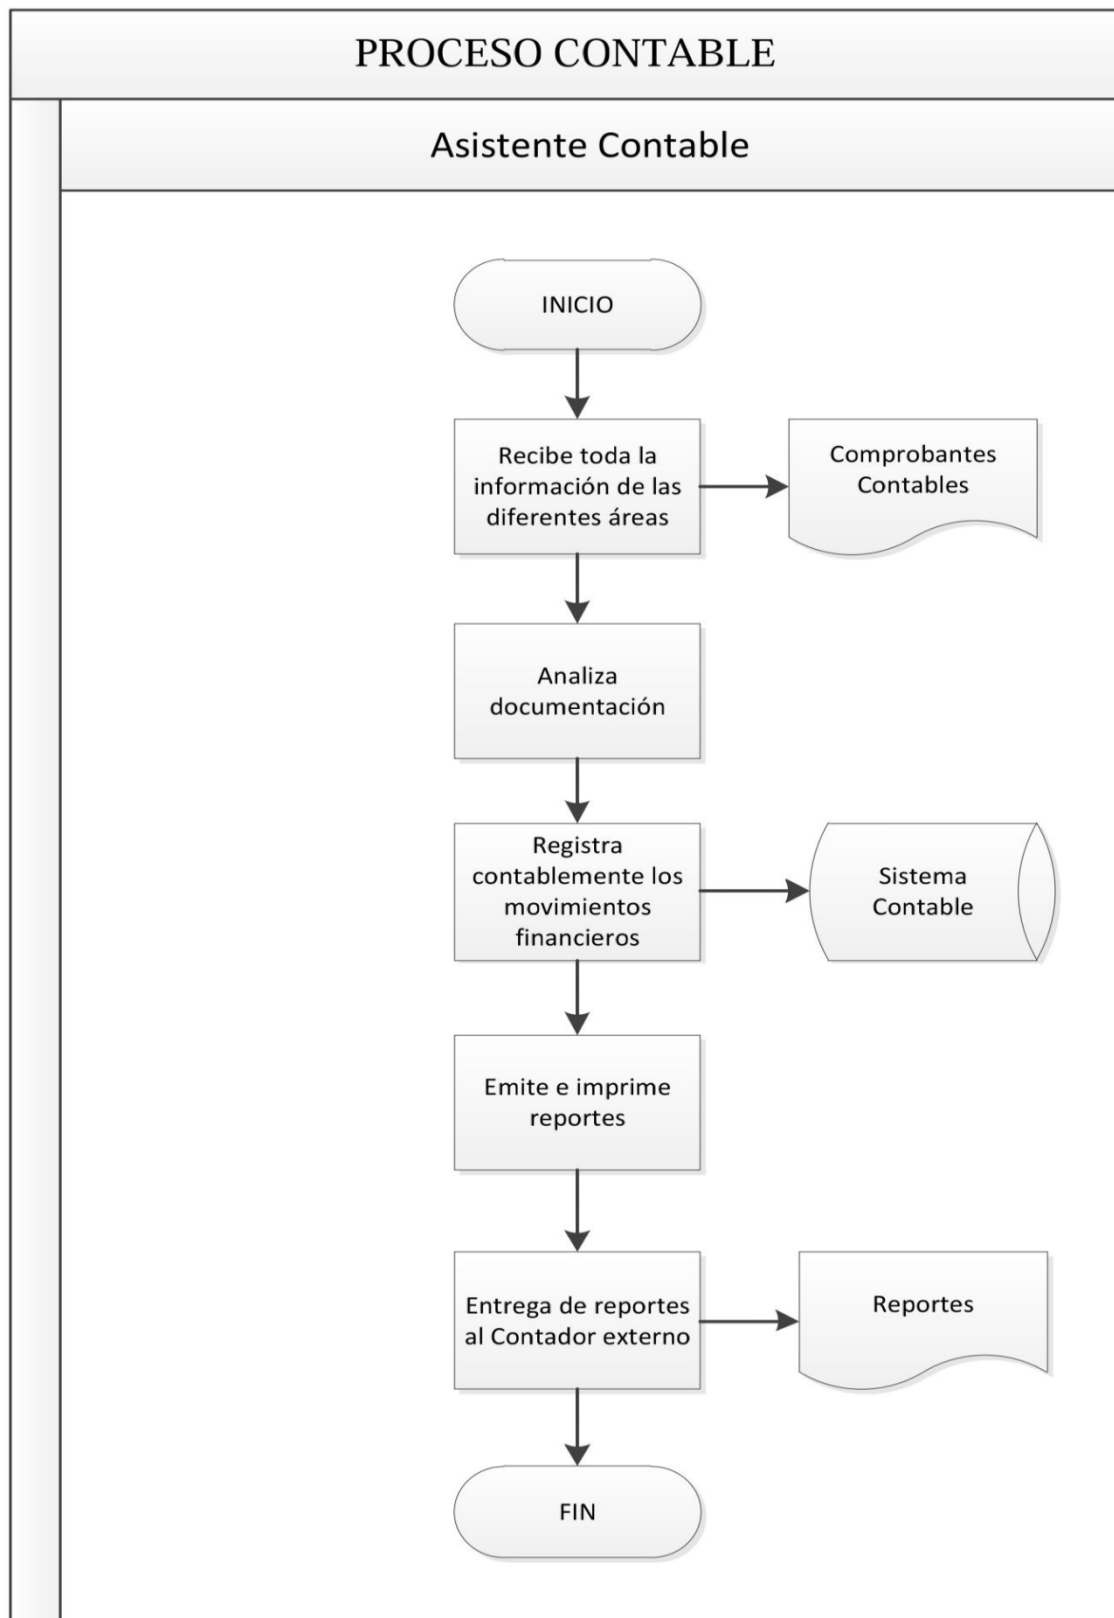 PROCESO CONTABLE
Asistente Contable
INICIO
Recibe toda la
información de las
diferentes áreas
Comprobantes
Contables
Analiza
documentación
Registra
contablemente los
movimientos
financieros
Sistema
Contable
Emite e imprime
reportes
Entrega de reportes
al Contador externo
Reportes
FIN